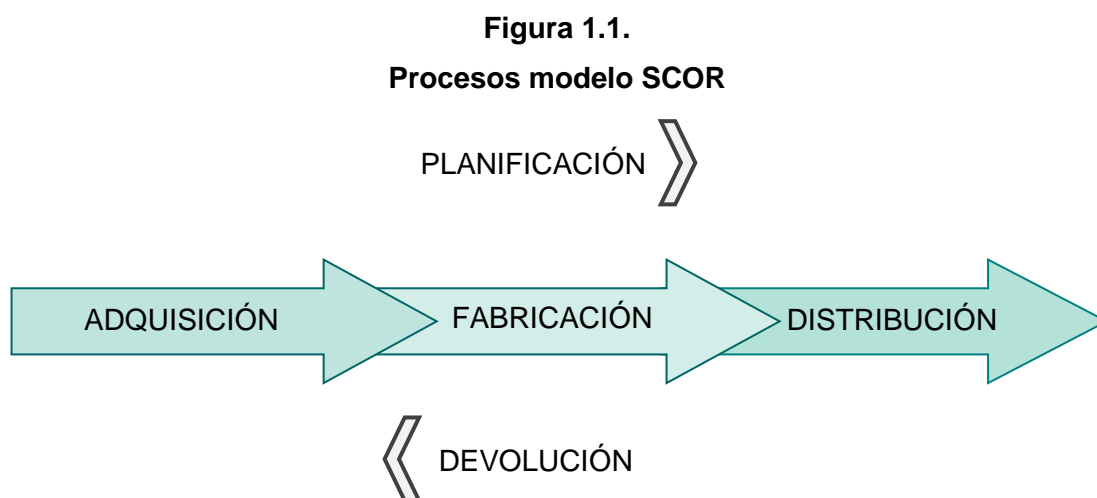 Figura 1.1.
Procesos modelo SCOR
PLANIFICACIÓN
ADQUISICIÓN
FABRICACIÓN
DISTRIBUCIÓN
DEVOLUCIÓN